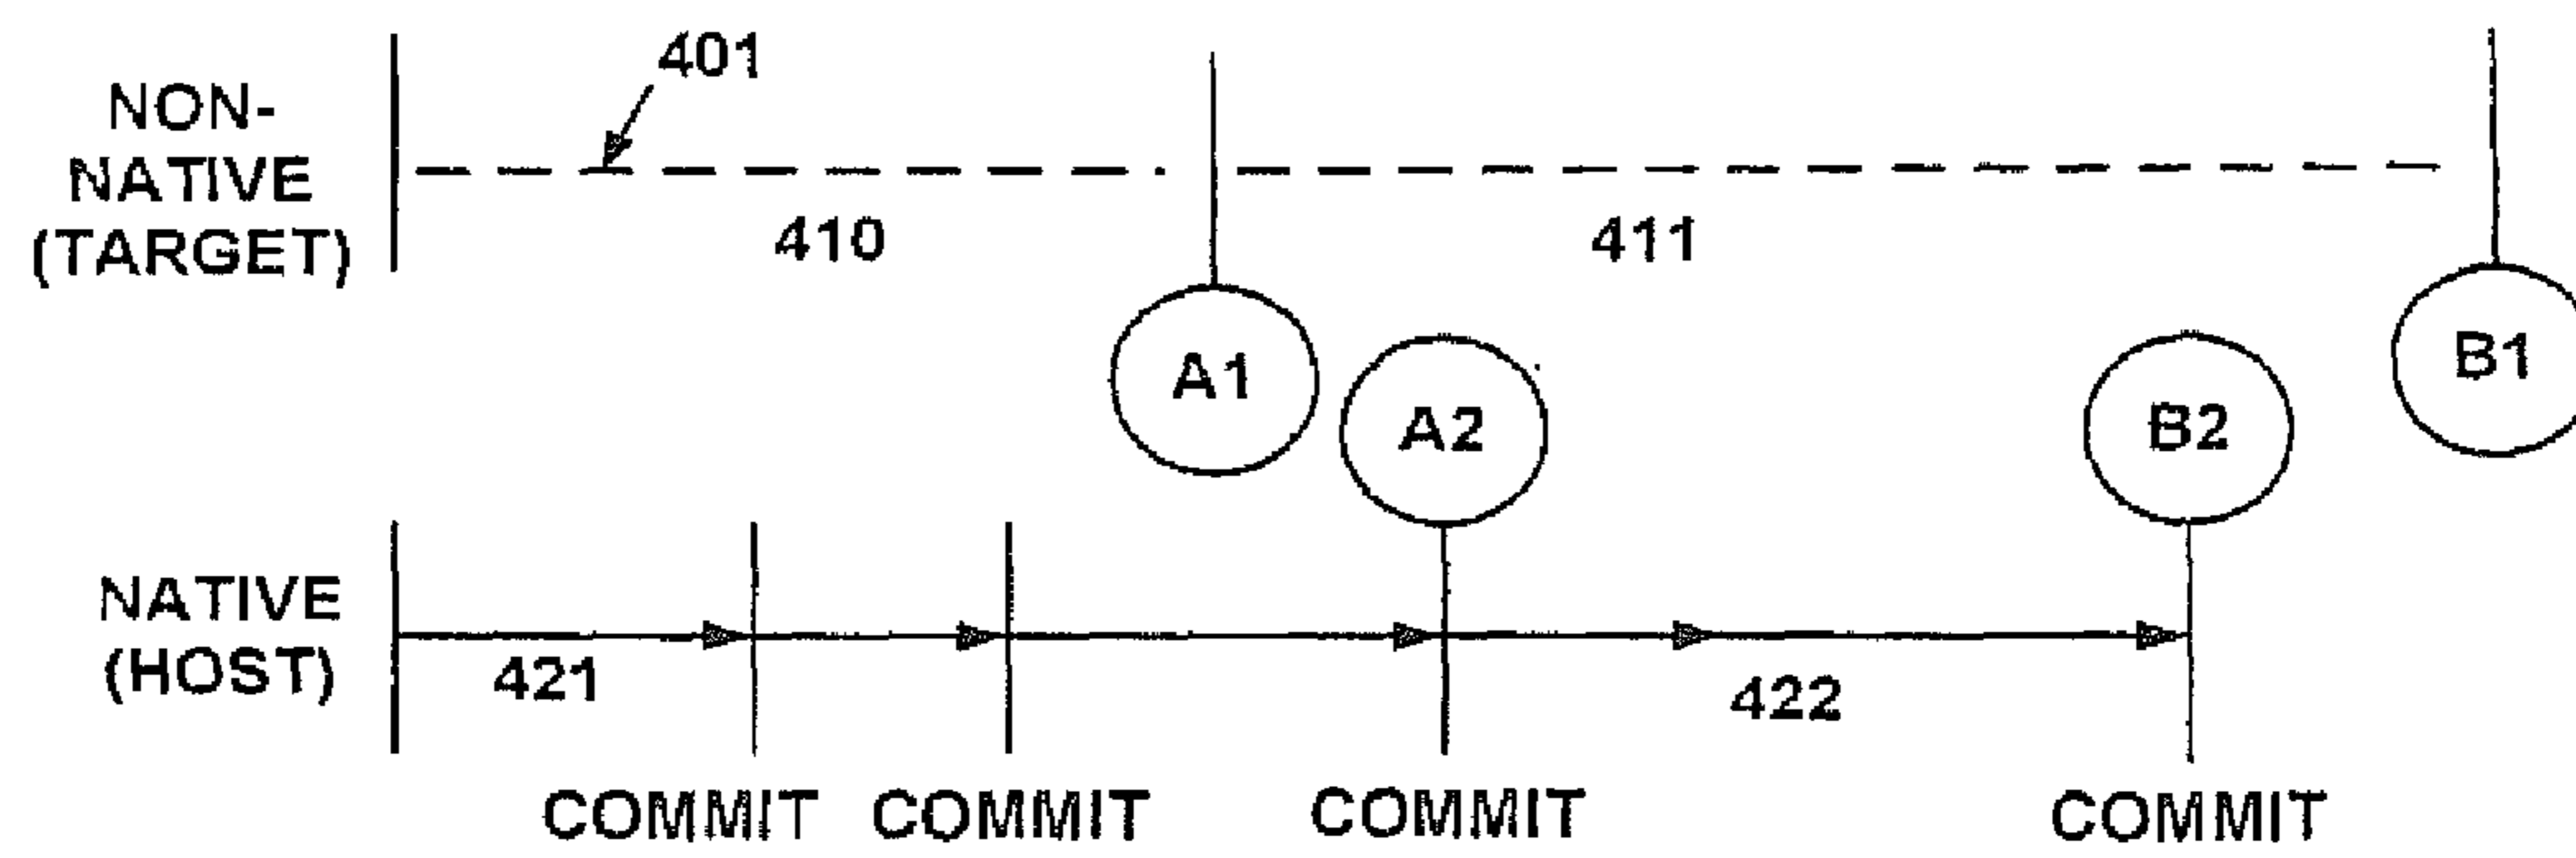 401
NON-
NATIVE
(TARGET)
410
411
A1
A2
B2
B1
NATIVE
(HOST)
421
422
COMMIT
COMMIT
COMMIT
COMMIT